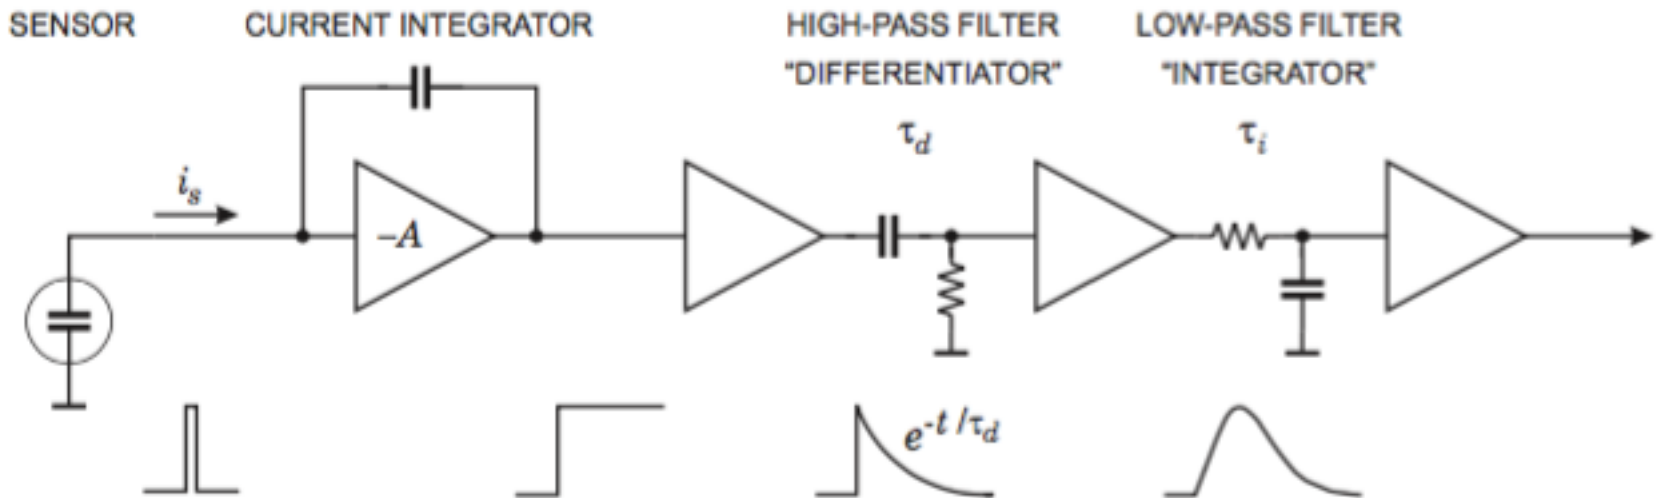 SENSOR
CURRENT INTEGRATOR
HIGH-PASS FILTER
"DIFFERENTIATOR"
LOW-PASS FILTER
"INTEGRATOR"
τd
τi
is
–A
e-t /τd